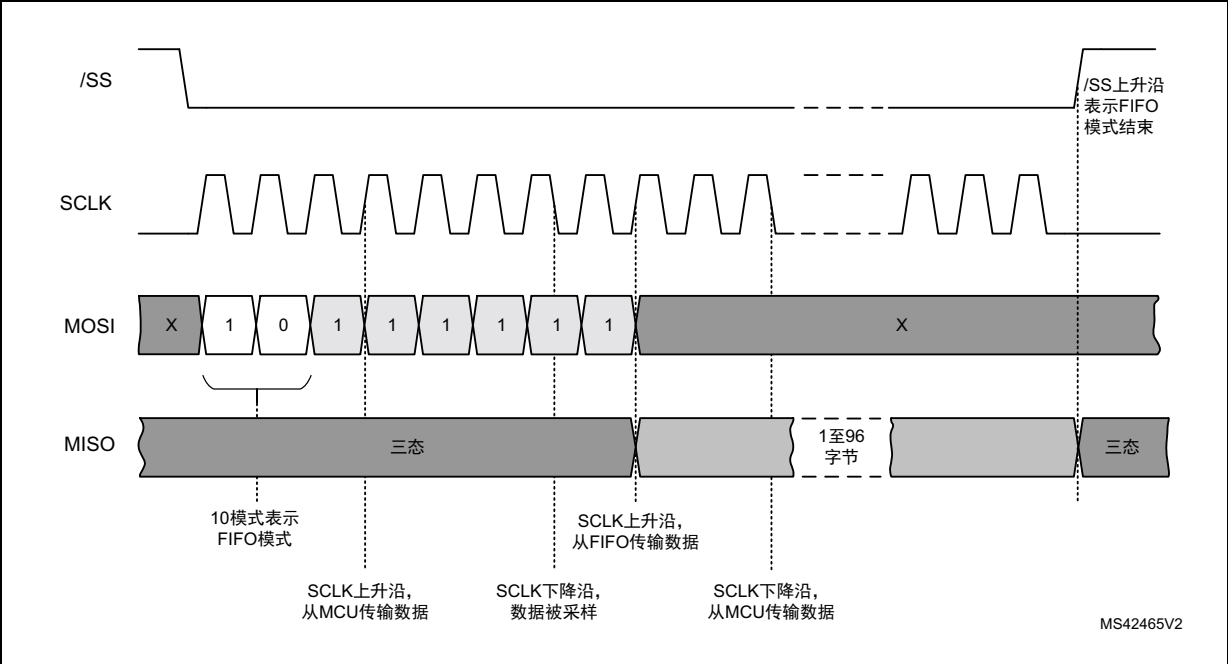 /SS
/SS上升沿
表示FIFO
模式结束
SCLK
MOSI
X
1
0
1
1
1
1
1
1
X
MISO
三态
1至96
字节
三态
10模式表示
FIFO模式
SCLK上升沿，
从FIFO传输数据
SCLK上升沿，
从MCU传输数据
SCLK下降沿，
数据被采样
SCLK下降沿，
从MCU传输数据
MS42465V2